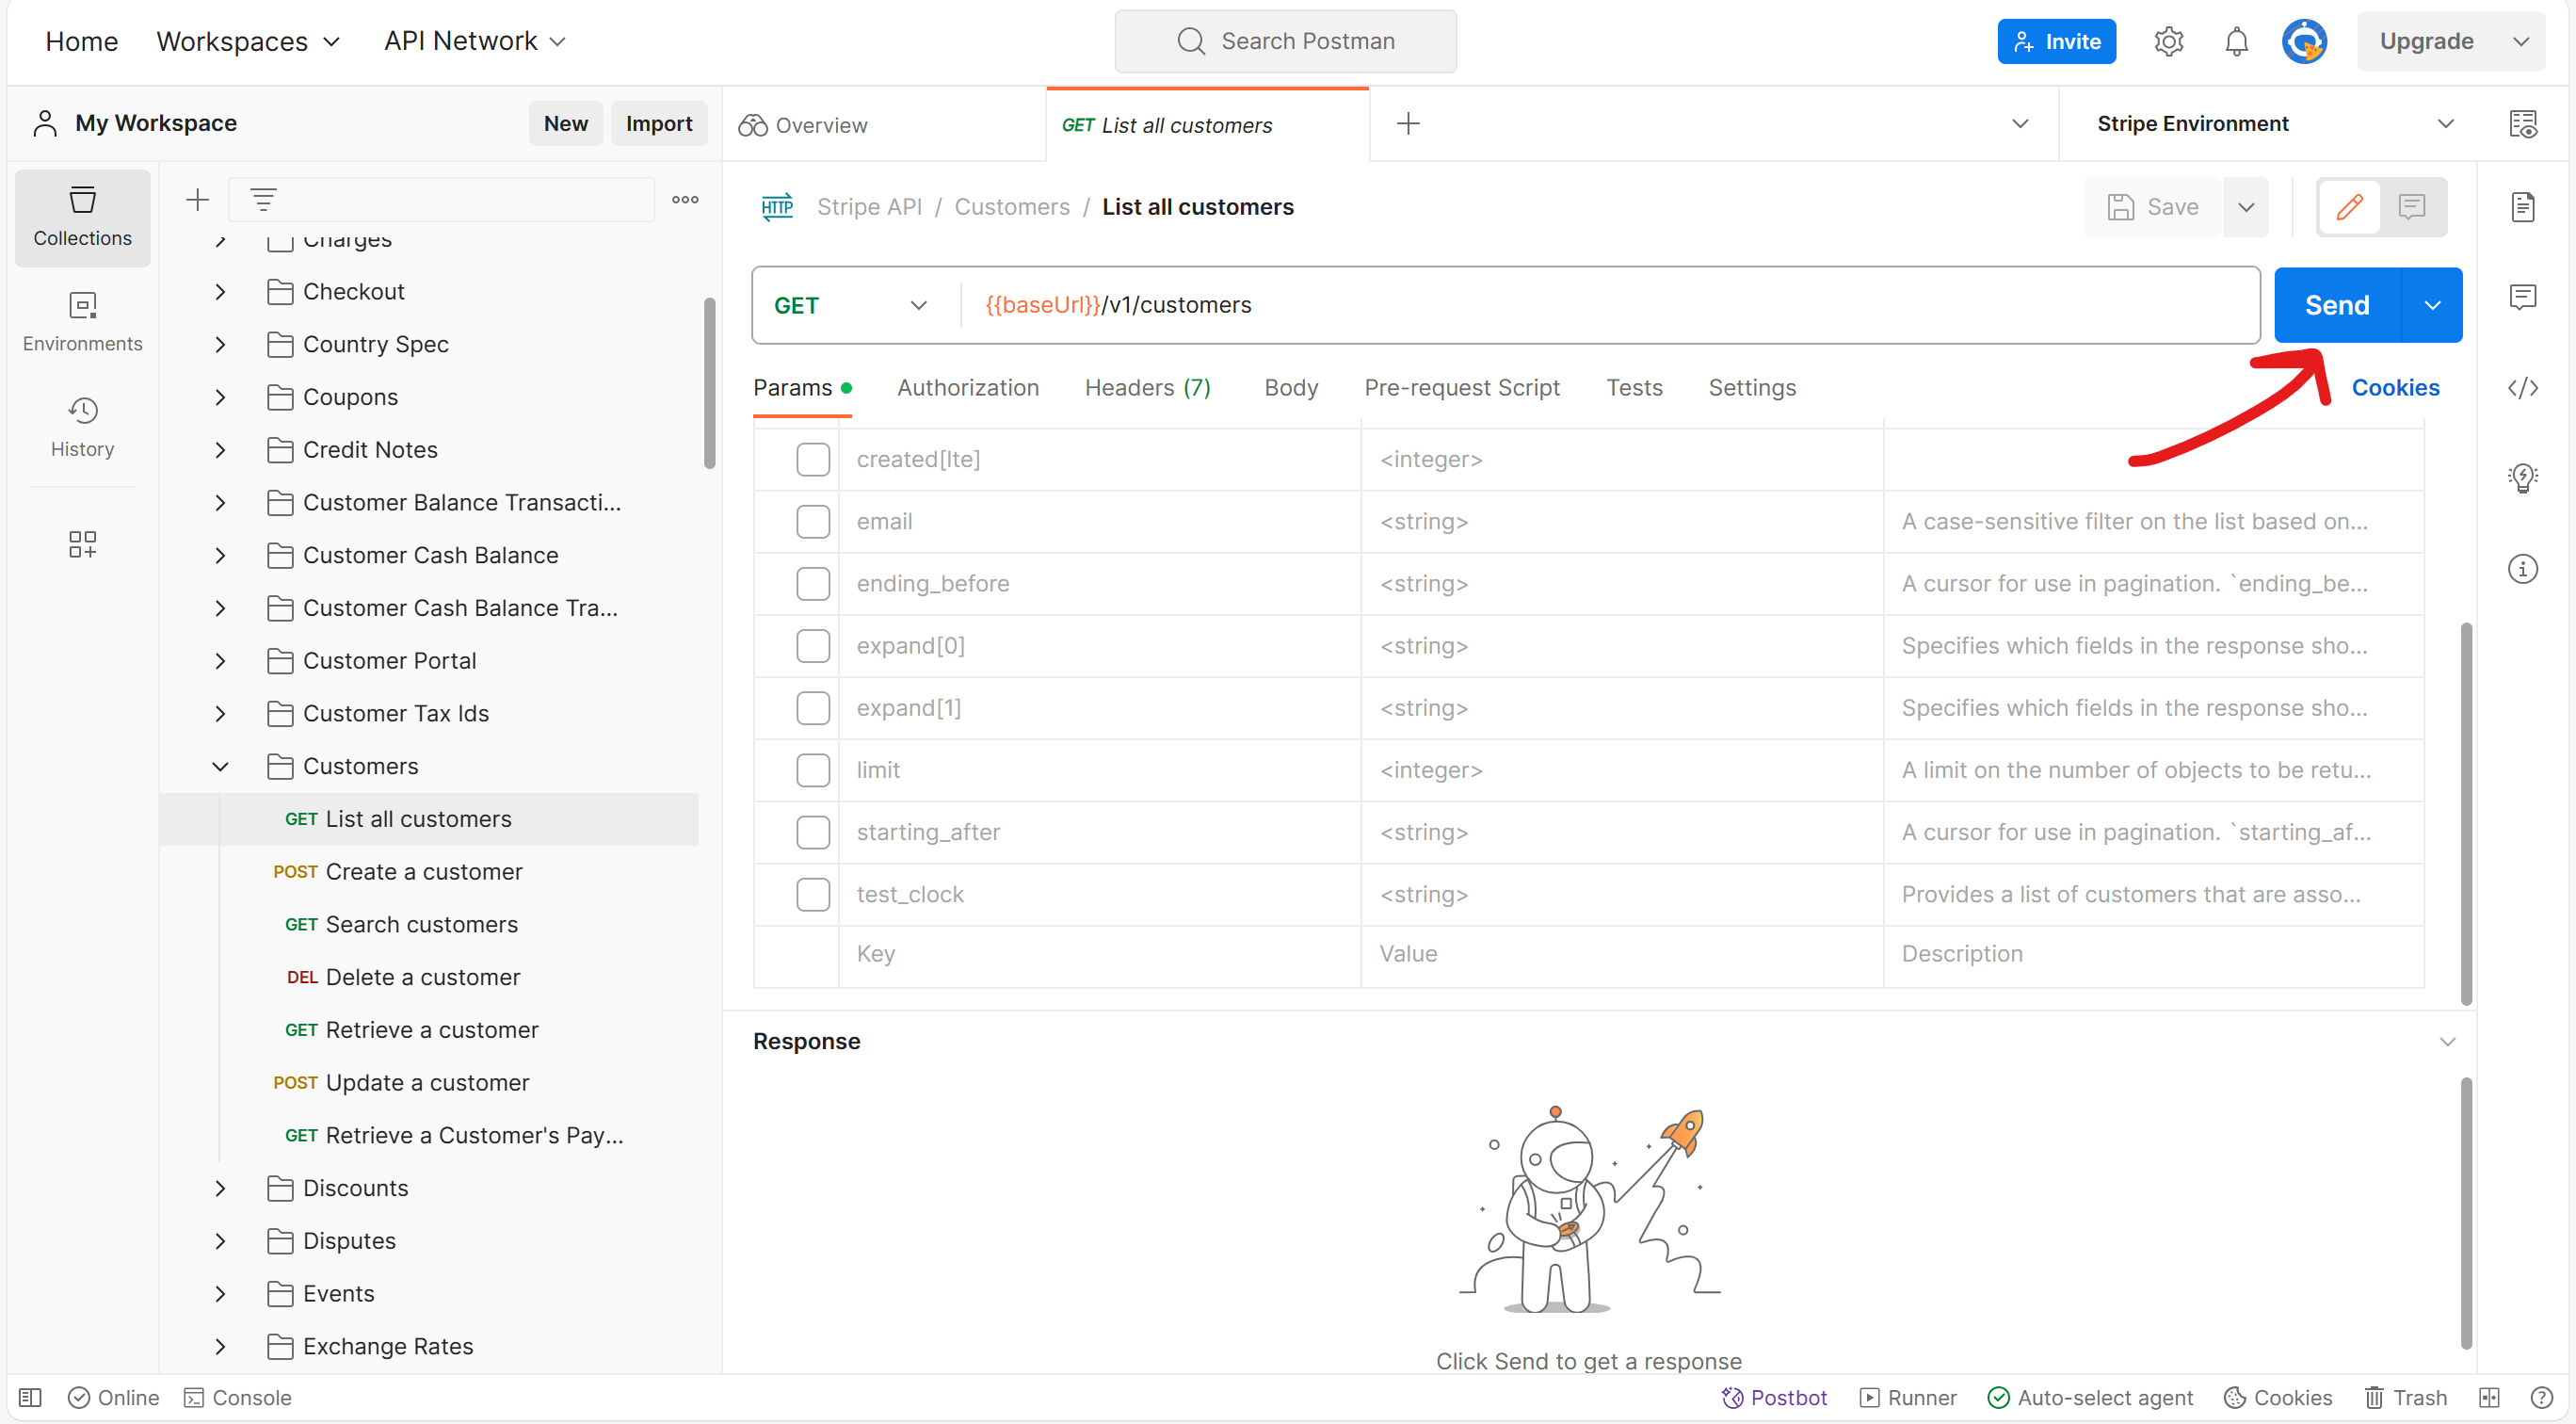 Home Workspaces API Network Search Postman Invite Upgrade
My Workspace New Import Overview GET List all customers Stripe Environment
Collections
Environments
History
Charges
Checkout
Country Spec
Coupons
Credit Notes
Customer Balance Transacti...
Customer Cash Balance
Customer Cash Balance Tra...
Customer Portal
Customer Tax Ids
Customers
GET List all customers
POST Create a customer
GET Search customers
DEL Delete a customer
GET Retrieve a customer
POST Update a customer
GET Retrieve a Customer's Pay...
Discounts
Disputes
Events
Exchange Rates
HTTP Stripe API / Customers / List all customers Save
GET {{baseUrl}}/v1/customers Send
Params Authorization Headers (7) Body Pre-request Script Tests Settings Cookies
created[lte] <integer>
email <string> A case-sensitive filter on the list based on...
ending_before <string> A cursor for use in pagination. `ending_be...
expand[0] <string> Specifies which fields in the response sho...
expand[1] <string> Specifies which fields in the response sho...
limit <integer> A limit on the number of objects to be retu...
starting_after <string> A cursor for use in pagination. `starting_af...
test_clock <string> Provides a list of customers that are asso...
Key Value Description
Response
Click Send to get a response
Online Console Postbot Runner Auto-select agent Cookies Trash